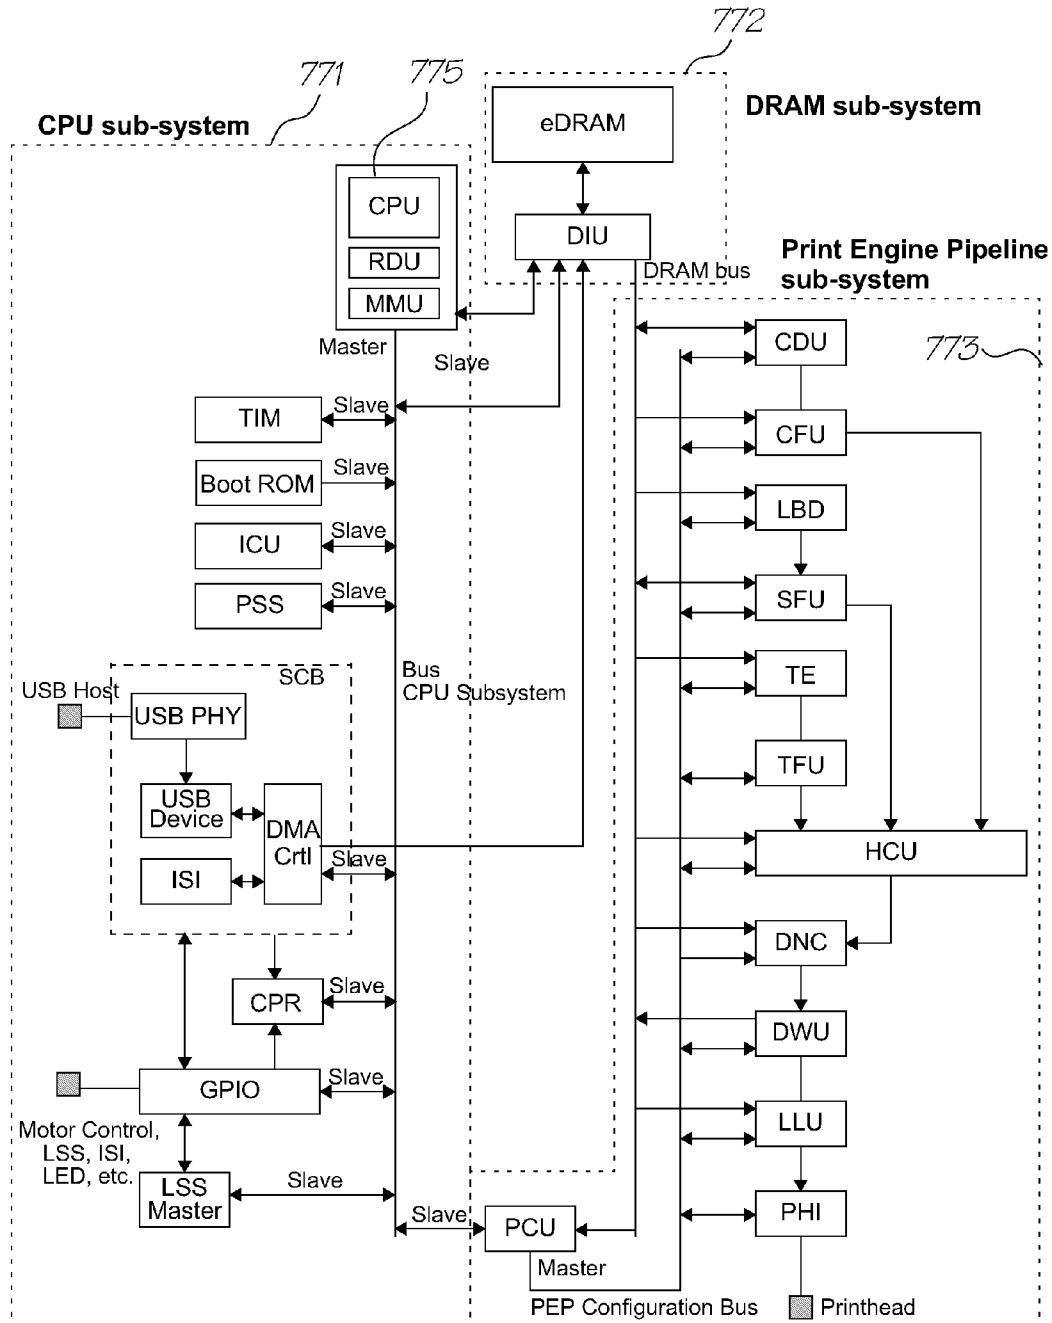 772
771
775
DRAM sub-system
CPU sub-system
eDRAM
CPU
RDU
MMU
DIU
DRAM bus
Print Engine Pipeline
sub-system
773
Master
Slave
TIM
Slave
Boot ROM
Slave
ICU
Slave
PSS
Slave
CDU
CFU
LBD
SFU
TE
TFU
HCU
DNC
DWU
LLU
PHI
Bus
CPU Subsystem
SCB
USB Host
USB PHY
USB
Device
DMA
Crtl
ISI
Slave
CPR
Slave
GPIO
Slave
Motor Control,
LSS, ISI,
LED, etc.
LSS
Master
Slave
Slave
PCU
Master
PEP Configuration Bus
Printhead